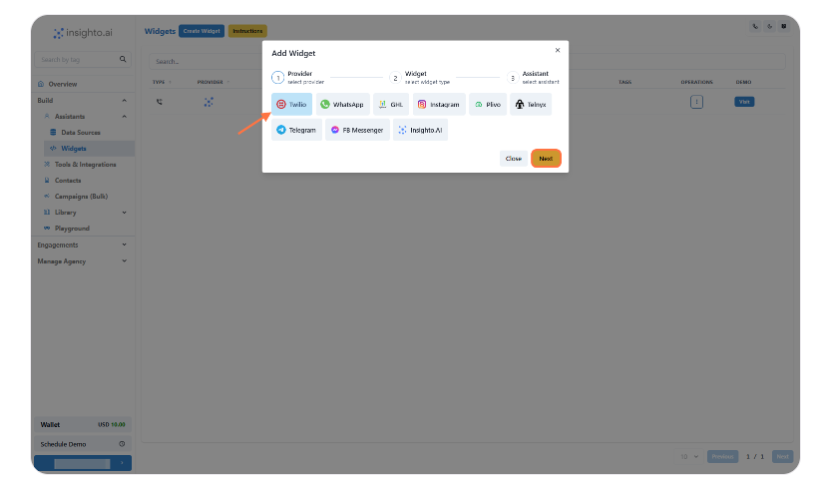 insighto.ai
Widgets Create Widget Instructions
Search by tag
Search...
Overview
Build
Assistants
Data Sources
Widgets
Tools & Integrations
Contacts
Campaigns (Bulk)
Library
Playground
Engagements
Manage Agency
TYPE PROVIDER TAGS OPERATIONS DEMO
Visit
Add Widget ×
1 Provider 2 Widget 3 Assistant
select provider select widget type select assistant
Twilio WhatsApp GHL Instagram Plivo Telnyx
Telegram FB Messenger Insighto.AI
Close Next
Wallet USD 10.00
Schedule Demo
10 Previous 1 / 1 Next